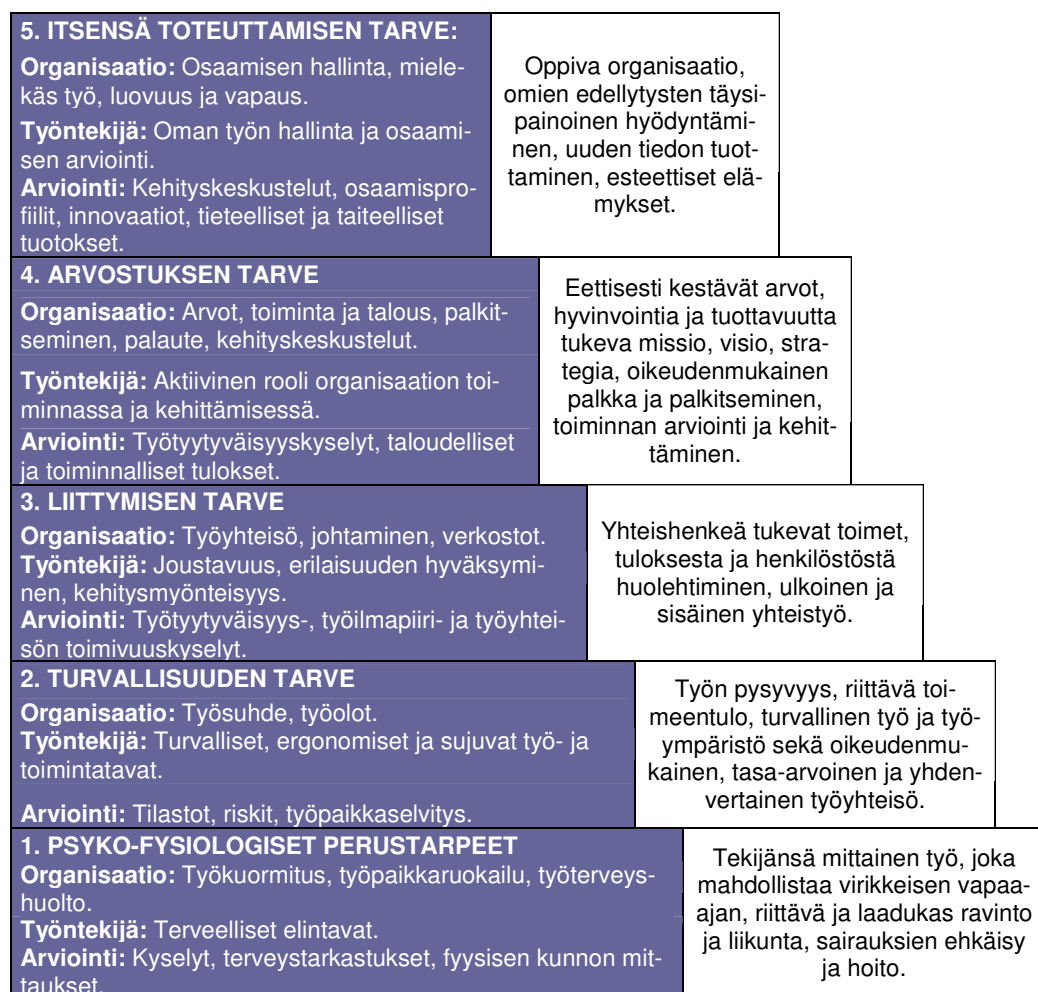 5. ITSENSÄ TOTEUTTAMISEN TARVE:
Organisaatio: Osaamisen hallinta, miele-
käs työ, luovuus ja vapaus.
Työntekijä: Oman työn hallinta ja osaami-
sen arviointi.
Arviointi: Kehityskeskustelut, osaamispro-
fiilit, innovaatiot, tieteelliset ja taiteelliset
tuotokset.
Oppiva organisaatio,
omien edellytysten täysi-
painoinen hyödyntämi-
nen, uuden tiedon tuot-
taminen, esteettiset elä-
mykset.
4. ARVOSTUKSEN TARVE
Organisaatio: Arvot, toiminta ja talous, palkit-
seminen, palaute, kehityskeskustelut.
Työntekijä: Aktiivinen rooli organisaation toi-
minnassa ja kehittämisessä.
Arviointi: Työtyytyväisyyskyselyt, taloudelliset
ja toiminnalliset tulokset.
Eettisesti kestävät arvot,
hyvinvointia ja tuottavuutta
tukeva missio, visio, stra-
tegia, oikeudenmukainen
palkka ja palkitseminen,
toiminnan arviointi ja kehit-
täminen.
3. LIITTYMISEN TARVE
Organisaatio: Työyhteisö, johtaminen, verkostot.
Työntekijä: Joustavuus, erilaisuuden hyväksymi-
nen, kehitysmyönteisyys.
Arviointi: Työtyytyväisyys-, työilmapiiri- ja työyhtei-
sön toimivuuskyselyt.
Yhteishenkeä tukevat toimet,
tuloksesta ja henkilöstöstä
huolehtiminen, ulkoinen ja
sisäinen yhteistyö.
2. TURVALLISUUDEN TARVE
Organisaatio: Työsuhde, työolot.
Työntekijä: Turvalliset, ergonomiset ja sujuvat työ- ja
toimintatavat.
Arviointi: Tilastot, riskit, työpaikkaselvitys.
Työn pysyvyys, riittävä toi-
meentulo, turvallinen työ ja työ-
ympäristö sekä oikeudenmu-
kainen, tasa-arvoinen ja yhden-
vertainen työyhteisö.
1. PSYKO-FYSIOLOGISET PERUSTARPEET
Organisaatio: Työkuormitus, työpaikkaruokailu, työterveys-
huolto.
Työntekijä: Terveelliset elintavat.
Arviointi: Kyselyt, terveystarkastukset, fyysisen kunnon mit-
taukset.
Tekijänsä mittainen työ, joka
mahdollistaa virikkeisen vapaa-
ajan, riittävä ja laadukas ravinto
ja liikunta, sairauksien ehkäisy
ja hoito.